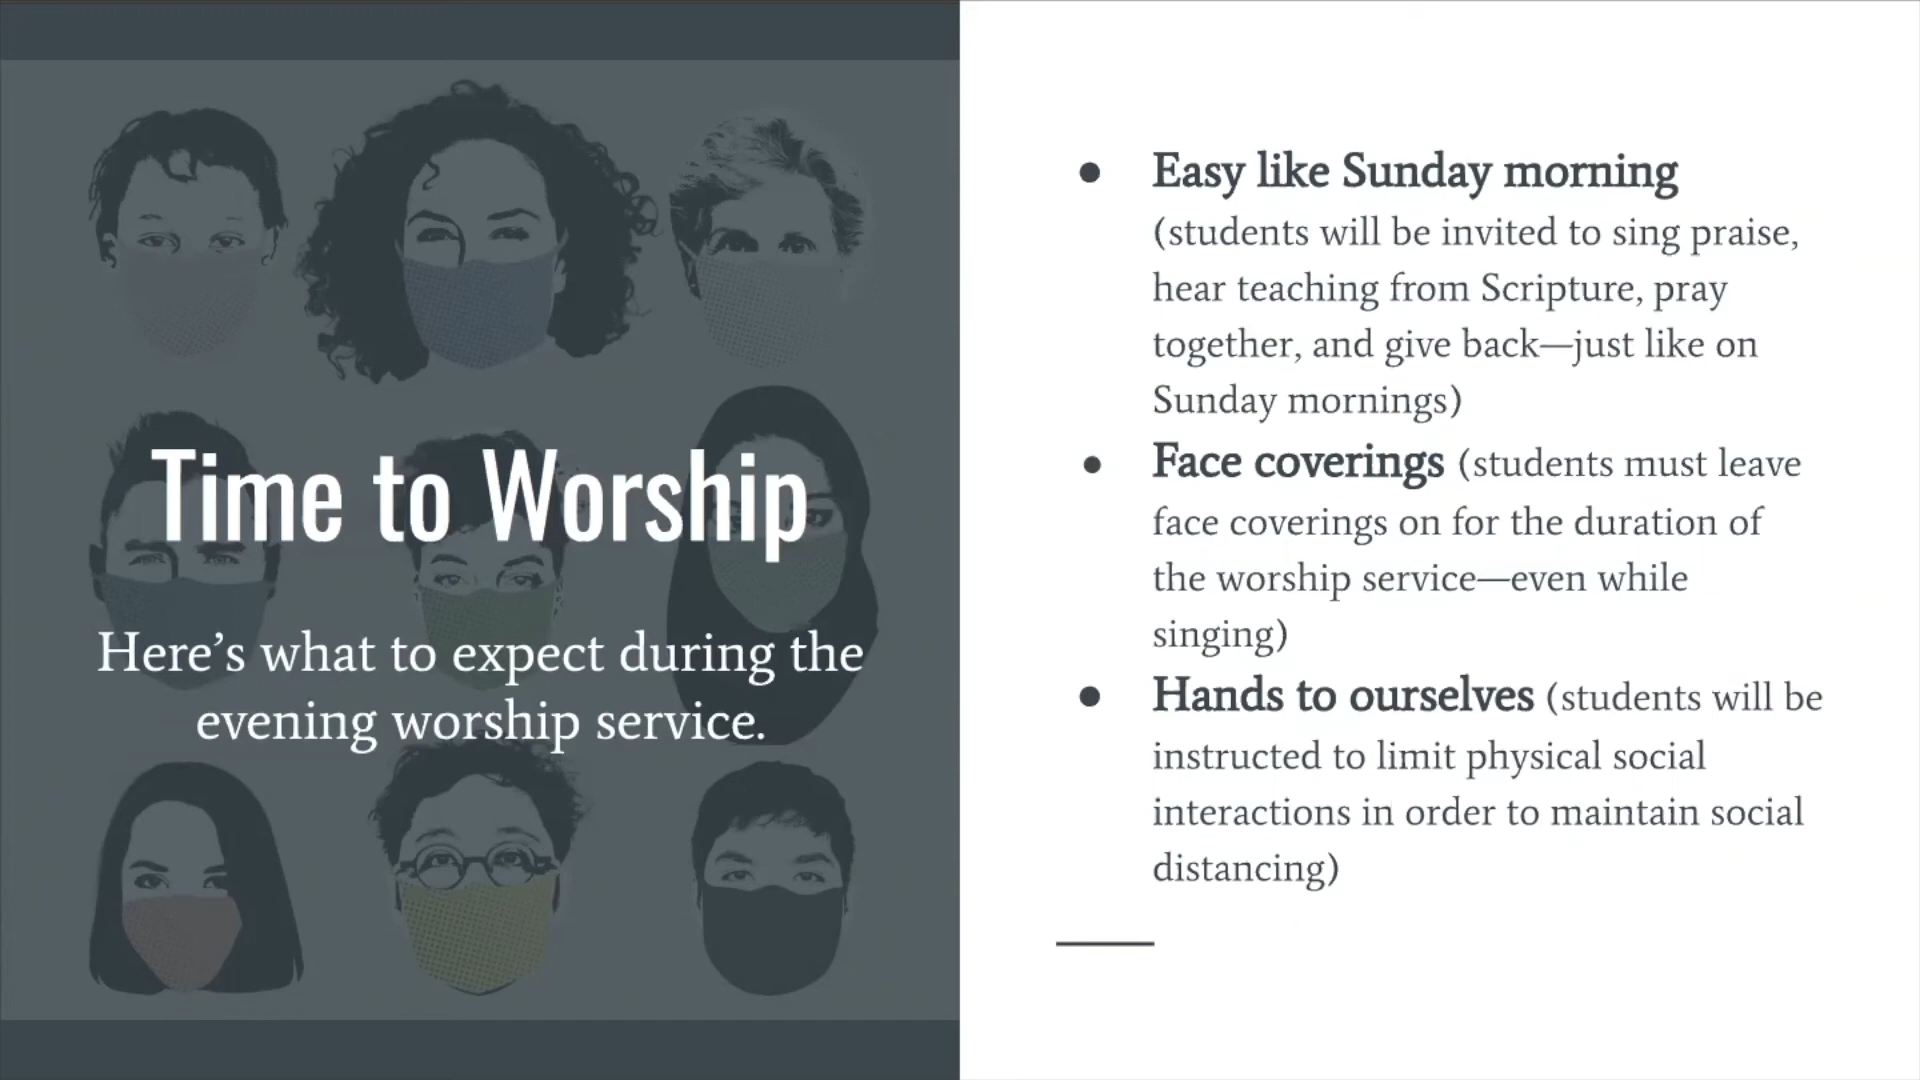 Time to Worship
Here’s what to expect during the
evening worship service.
● Easy like Sunday morning
(students will be invited to sing praise,
hear teaching from Scripture, pray
together, and give back—just like on
Sunday mornings)
● Face coverings (students must leave
face coverings on for the duration of
the worship service—even while
singing)
● Hands to ourselves (students will be
instructed to limit physical social
interactions in order to maintain social
distancing)